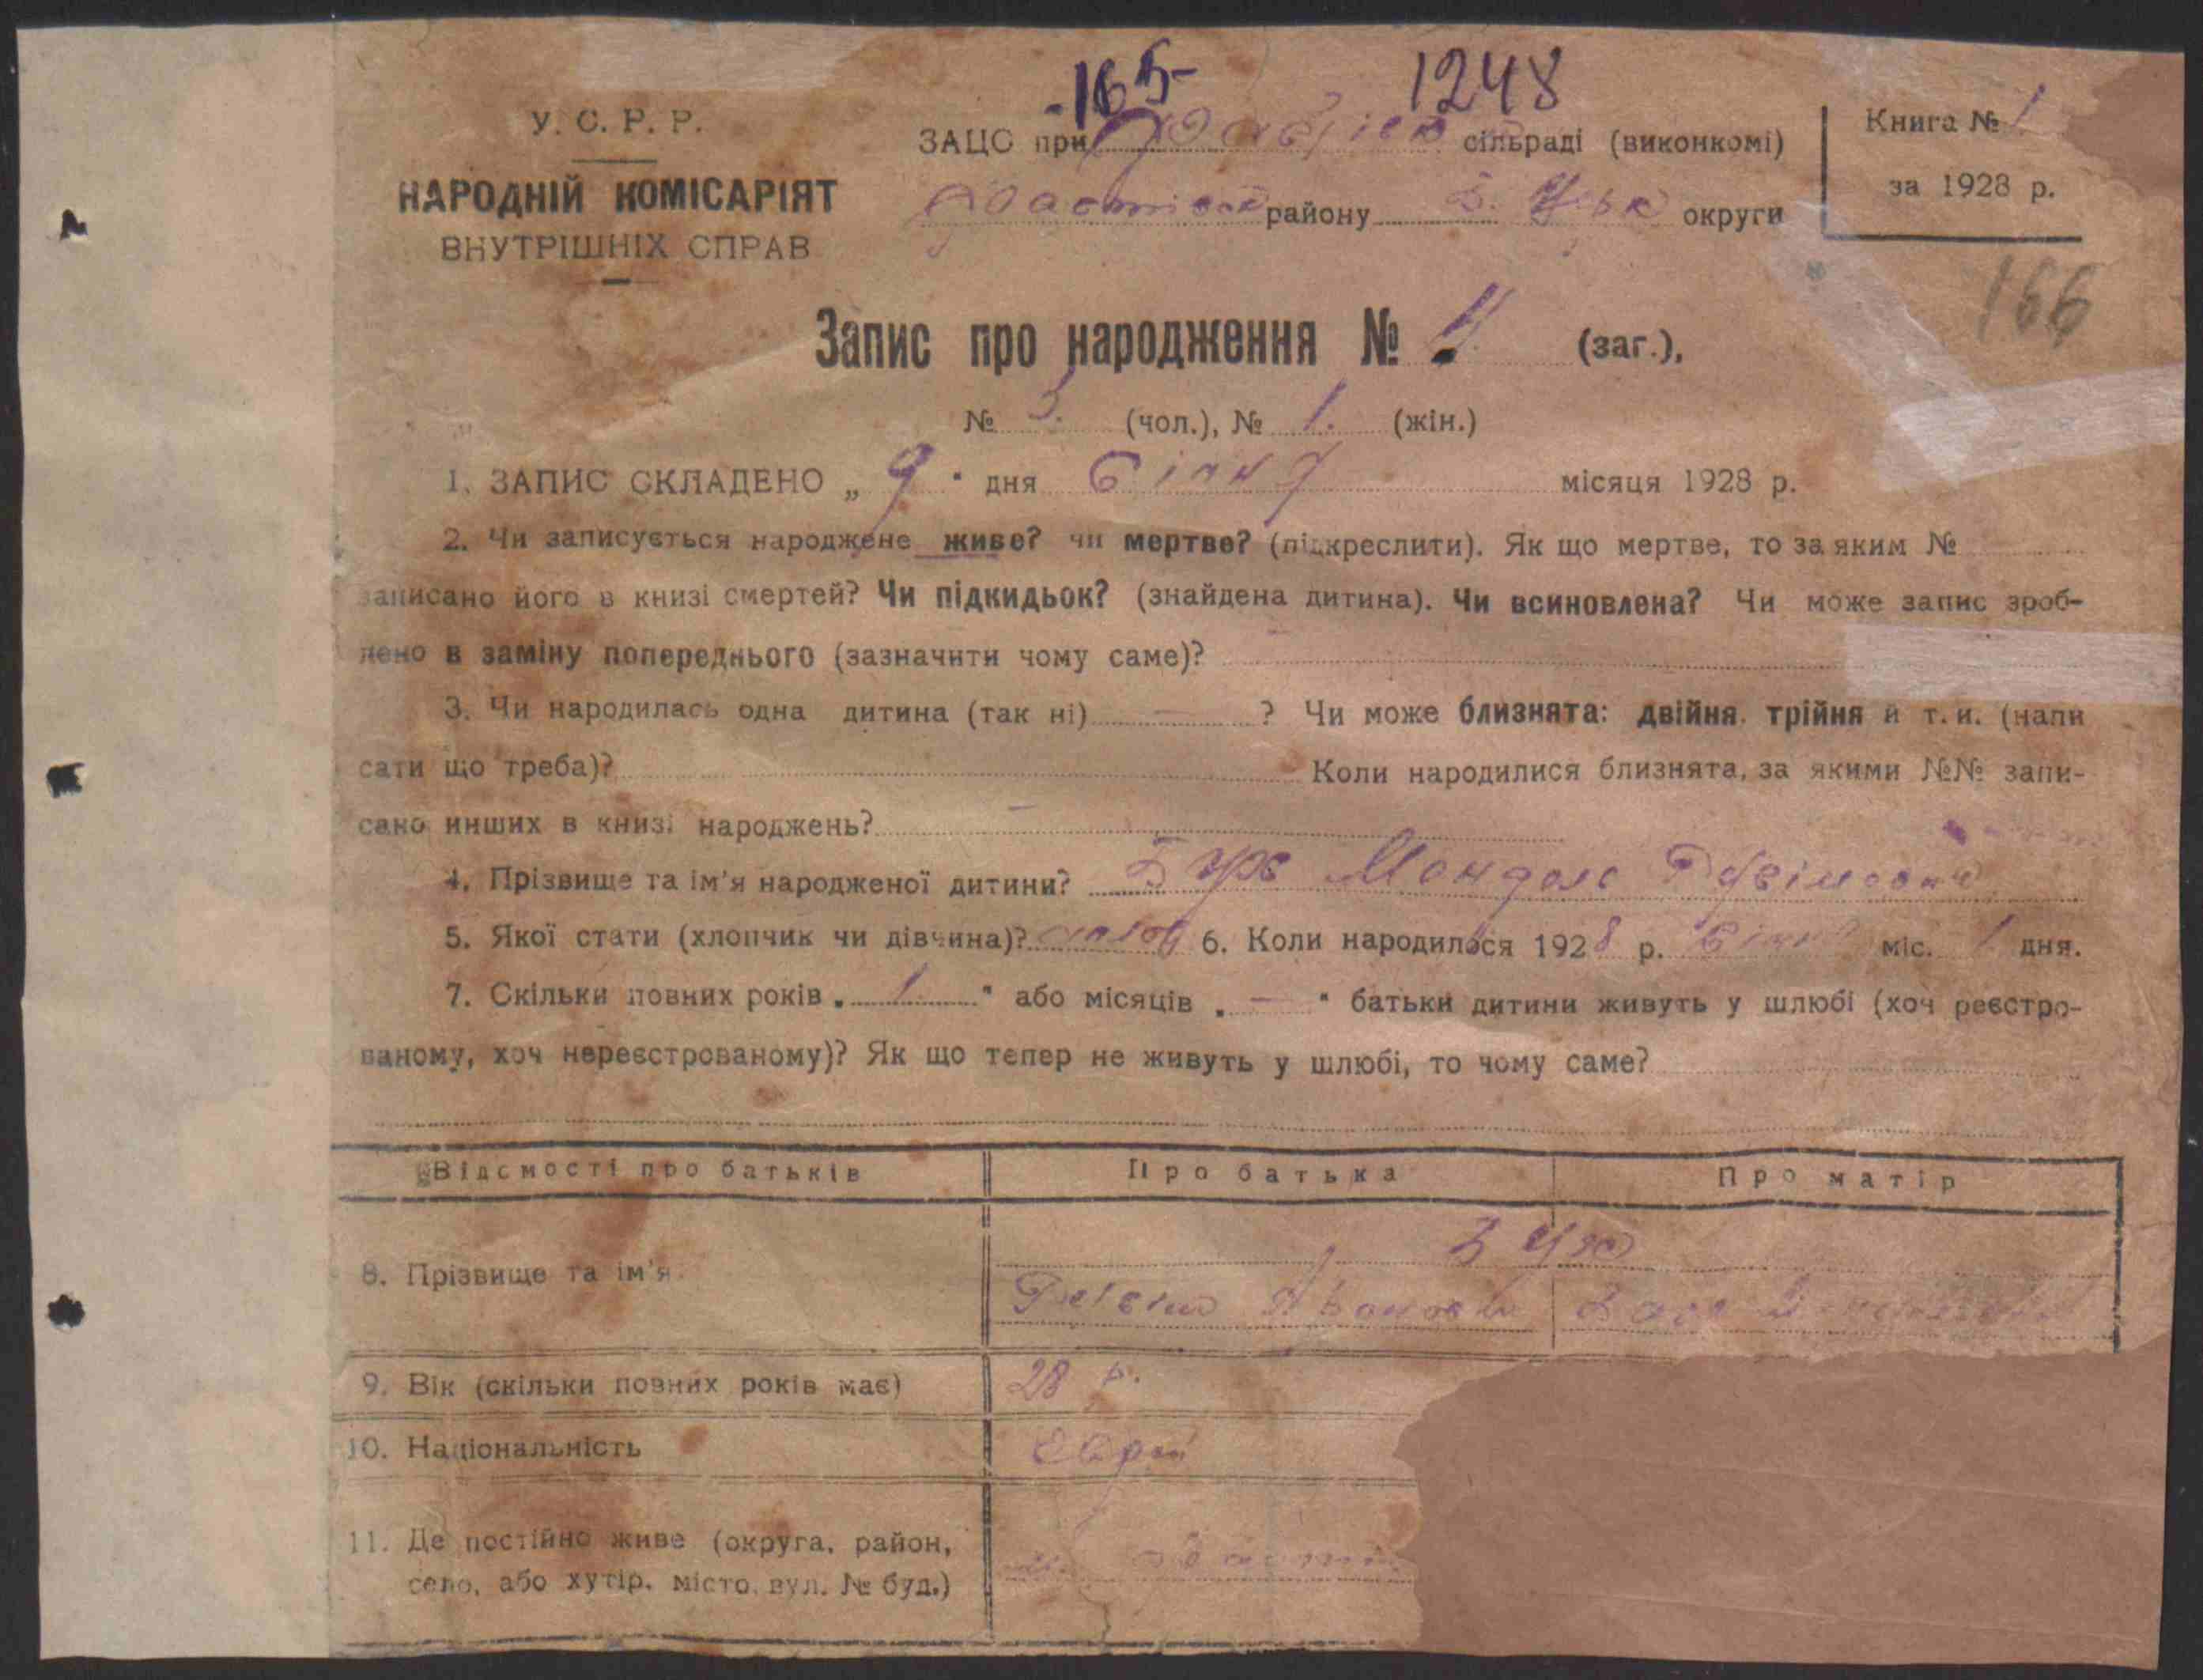 -165- 1248
У. С. Р. Р.
НАРОДНІЙ КОМІСАРІЯТ
ВНУТРІШНІХ СПРАВ
ЗАЦС при сільраді (виконкомі)
району округи
Книга № 1
за 1928 р.
166
Запис про народження № 4 (заг.),
№ 3. (чол.), № 1. (жін.)
1. ЗАПИС СКЛАДЕНО „ 9 " дня Січня місяця 1928 р.
2. Чи записується народжене живе? чи мертве? (підкреслити). Як що мертве, то за яким №
записано його в книзі смертей? Чи підкидьок? (знайдена дитина). Чи всиновлена? Чи може запис зроб-
лено в заміну попереднього (зазначити чому саме)?
3. Чи народилась одна дитина (так ні) — ? Чи може близнята: двійня, трійня й т. и. (напи
сати що треба)? Коли народилися близнята, за якими №№ запи-
сано инших в книзі народжень? —
4. Прізвище та ім'я народженої дитини?
5. Якої стати (хлопчик чи дівчина)? 6. Коли народилося 1928 р. Січня міс. 1 дня.
7. Скільки повних років „ 1 " або місяців „ — " батьки дитини живуть у шлюбі (хоч реєстро-
ваному, хоч нереєстрованому)? Як що тепер не живуть у шлюбі, то чому саме?
Відомості про батьків Про батька Про матір
8. Прізвище та ім'я.
9. Вік (скільки повних років має) 28 р.
10. Національність Єврей
11. Де постійно живе (округа, район,
село, або хутір, місто, вул. № буд.)